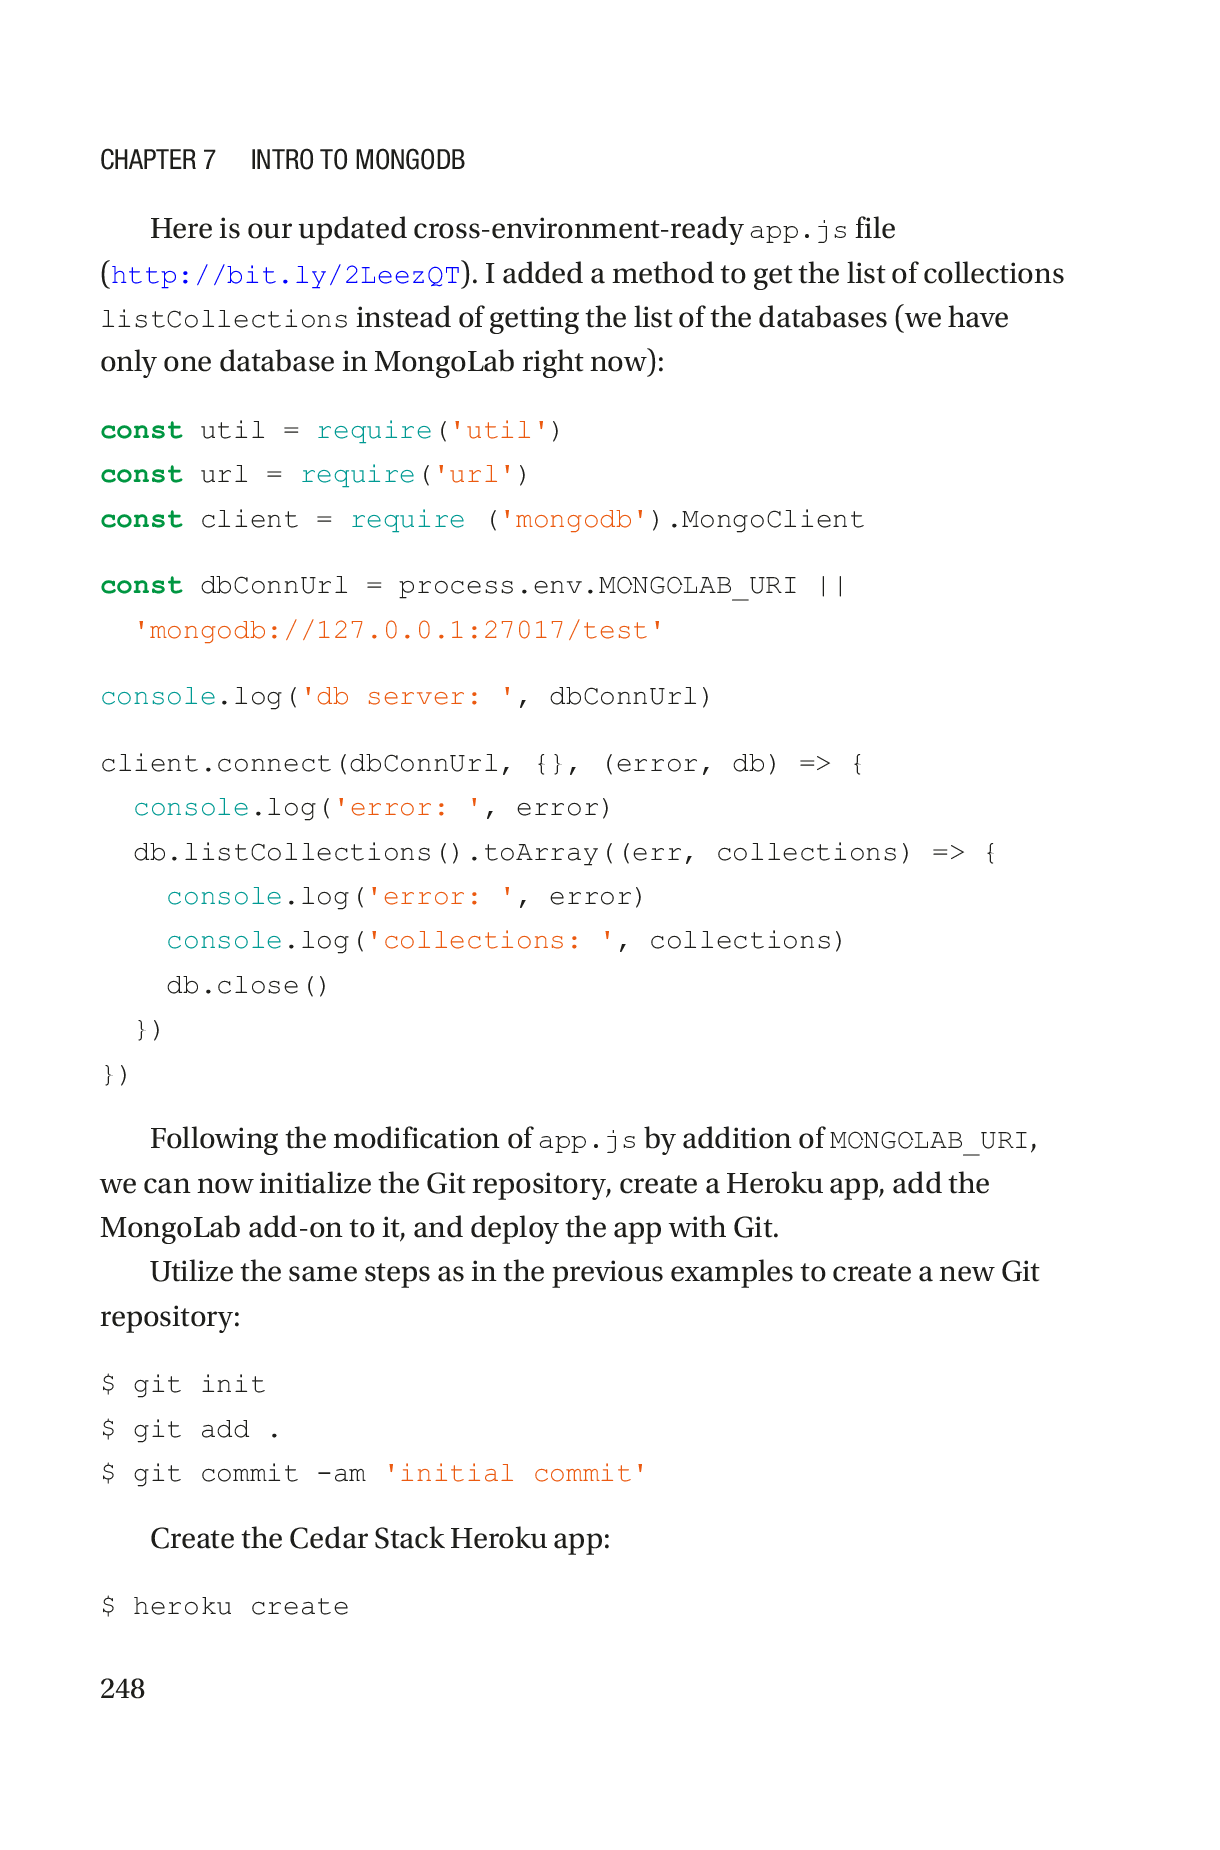 CHAPTER 7 INTRO TO MONGODB
Here is our updated cross-environment-ready app.js file
(http://bit.ly/2LeezQT). I added a method to get the list of collections
listCollections instead of getting the list of the databases (we have
only one database in MongoLab right now):
const util = require('util')
const url = require('url')
const client = require ('mongodb').MongoClient
const dbConnUrl = process.env.MONGOLAB_URI ||
  'mongodb://127.0.0.1:27017/test'
console.log('db server: ', dbConnUrl)
client.connect(dbConnUrl, {}, (error, db) => {
  console.log('error: ', error)
  db.listCollections().toArray((err, collections) => {
    console.log('error: ', error)
    console.log('collections: ', collections)
    db.close()
  })
})
Following the modification of app.js by addition of MONGOLAB_URI,
we can now initialize the Git repository, create a Heroku app, add the
MongoLab add-on to it, and deploy the app with Git.
Utilize the same steps as in the previous examples to create a new Git
repository:
$ git init
$ git add .
$ git commit -am 'initial commit'
Create the Cedar Stack Heroku app:
$ heroku create
248